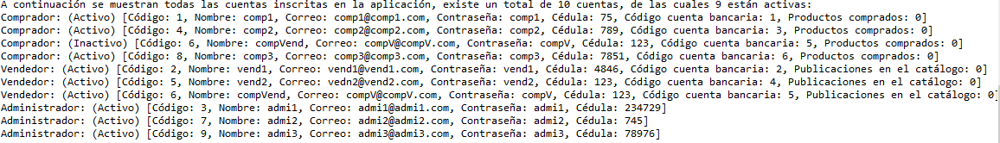 A continuación se muestran todas las cuentas inscritas en la aplicación, existe un total de 10 cuentas, de las cuales 9 están activas:
Comprador: (Activo) [Código: 1, Nombre: comp1, Correo: comp1@comp1.com, Contraseña: comp1, Cédula: 75, Código cuenta bancaria: 1, Productos comprados: 0]
Comprador: (Activo) [Código: 4, Nombre: comp2, Correo: comp2@comp2.com, Contraseña: comp2, Cédula: 789, Código cuenta bancaria: 3, Productos comprados: 0]
Comprador: (Inactivo) [Código: 6, Nombre: compVend, Correo: compV@compV.com, Contraseña: compV, Cédula: 123, Código cuenta bancaria: 5, Productos comprados: 0]
Comprador: (Activo) [Código: 8, Nombre: comp3, Correo: comp3@comp3.com, Contraseña: comp3, Cédula: 7851, Código cuenta bancaria: 6, Productos comprados: 0]
Vendedor: (Activo) [Código: 2, Nombre: vend1, Correo: vend1@vend1.com, Contraseña: vend1, Cédula: 4846, Código cuenta bancaria: 2, Publicaciones en el catálogo: 0]
Vendedor: (Activo) [Código: 5, Nombre: vend2, Correo: vedn2@vend2.com, Contraseña: vend2, Cédula: 123, Código cuenta bancaria: 4, Publicaciones en el catálogo: 0]
Vendedor: (Activo) [Código: 6, Nombre: compVend, Correo: compV@compV.com, Contraseña: compV, Cédula: 123, Código cuenta bancaria: 5, Publicaciones en el catálogo: 0]
Administrador: (Activo) [Código: 3, Nombre: admi1, Correo: admi1@admi1.com, Contraseña: admi1, Cédula: 234729]
Administrador: (Activo) [Código: 7, Nombre: admi2, Correo: admi2@admi2.com, Contraseña: admi2, Cédula: 745]
Administrador: (Activo) [Código: 9, Nombre: admi3, Correo: admi3@admi3.com, Contraseña: admi3, Cédula: 78976]